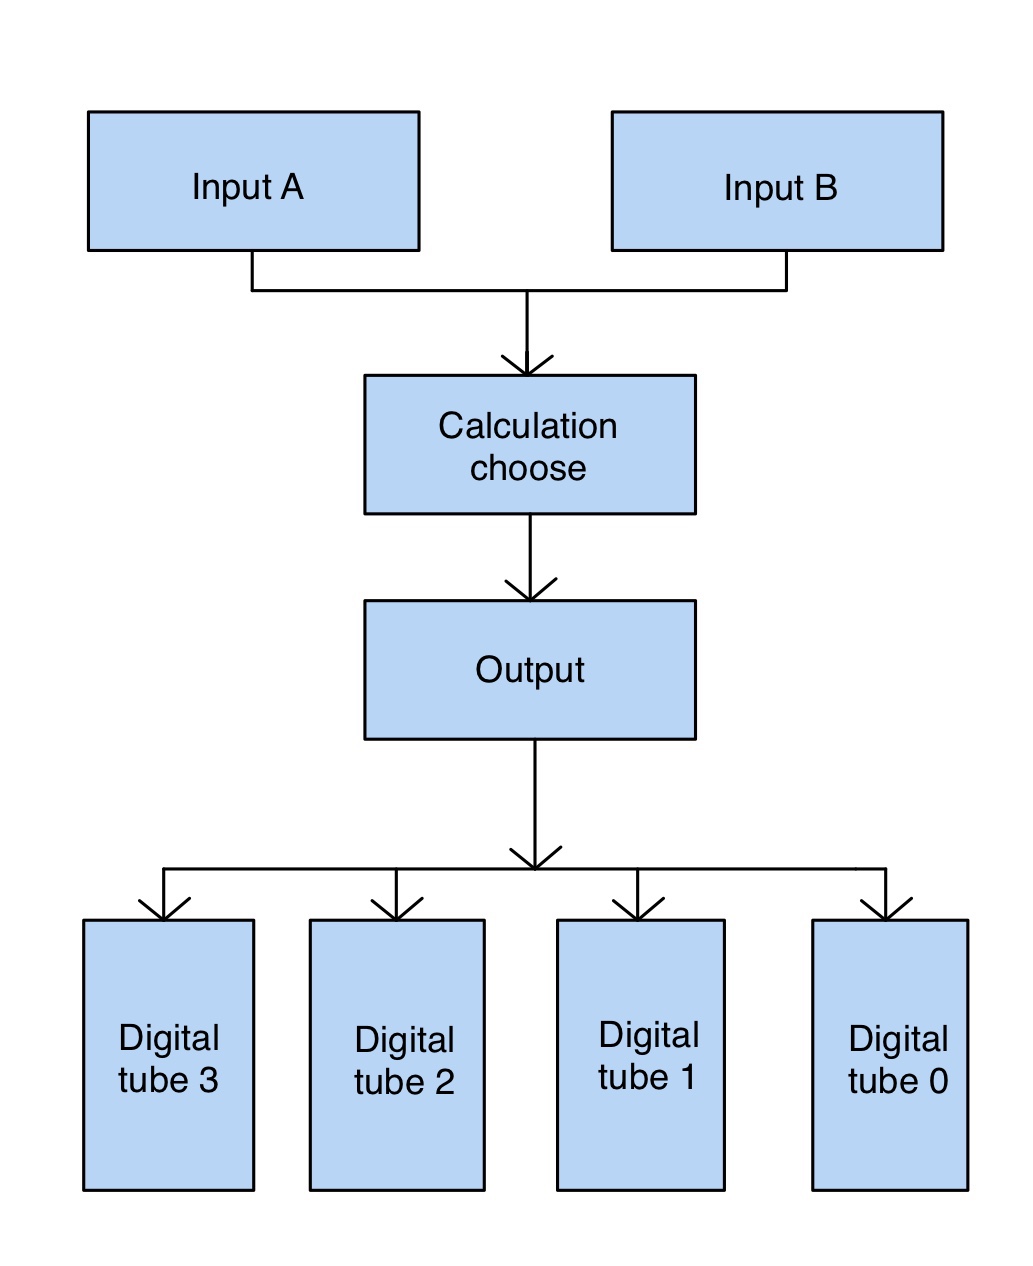 Input A
Input B
Calculation
choose
Output
Digital
tube 3
Digital
tube 2
Digital
tube 1
Digital
tube 0